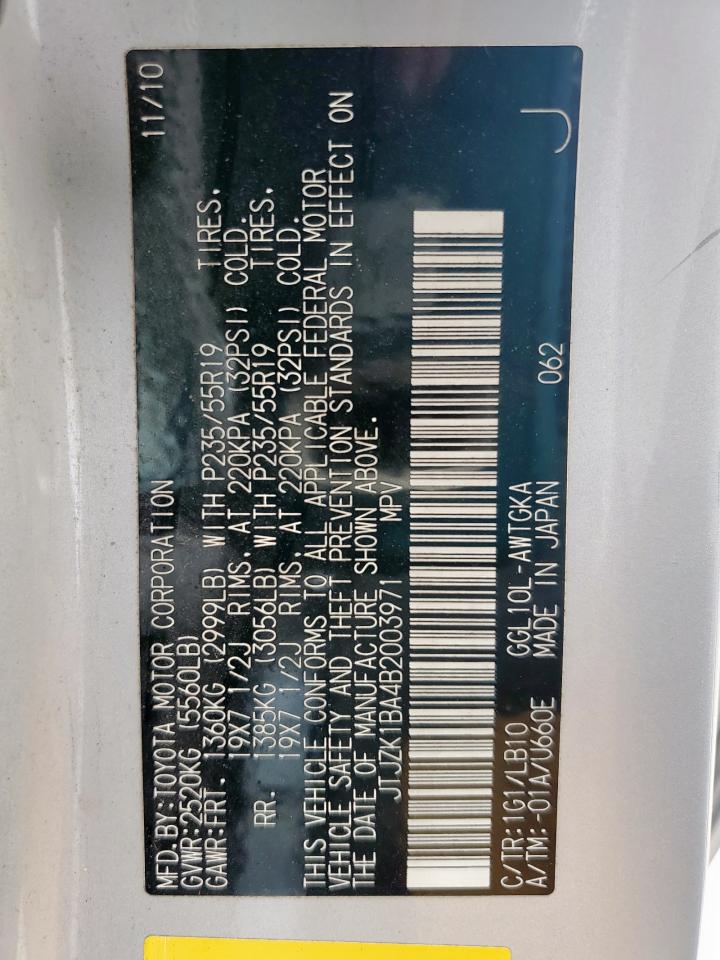 MFD.BY:TOYOTA MOTOR CORPORATION 11/10
GVWR:2520KG (5560LB)
GAWR:FRT. 1360KG (2999LB) WITH P235/55R19 TIRES.
19X7 1/2J RIMS, AT 220KPA (32PSI) COLD.
RR. 1385KG (3056LB) WITH P235/55R19 TIRES.
19X7 1/2J RIMS, AT 220KPA (32PSI) COLD.
THIS VEHICLE CONFORMS TO ALL APPLICABLE FEDERAL MOTOR
VEHICLE SAFETY AND THEFT PREVENTION STANDARDS IN EFFECT ON
THE DATE OF MANUFACTURE SHOWN ABOVE.
JTJZK1BA4B2003971 MPV
C/TR:1G1/LB10 GGL10L-AWTGKA
A/TM:-01A/U660E MADE IN JAPAN 062 J